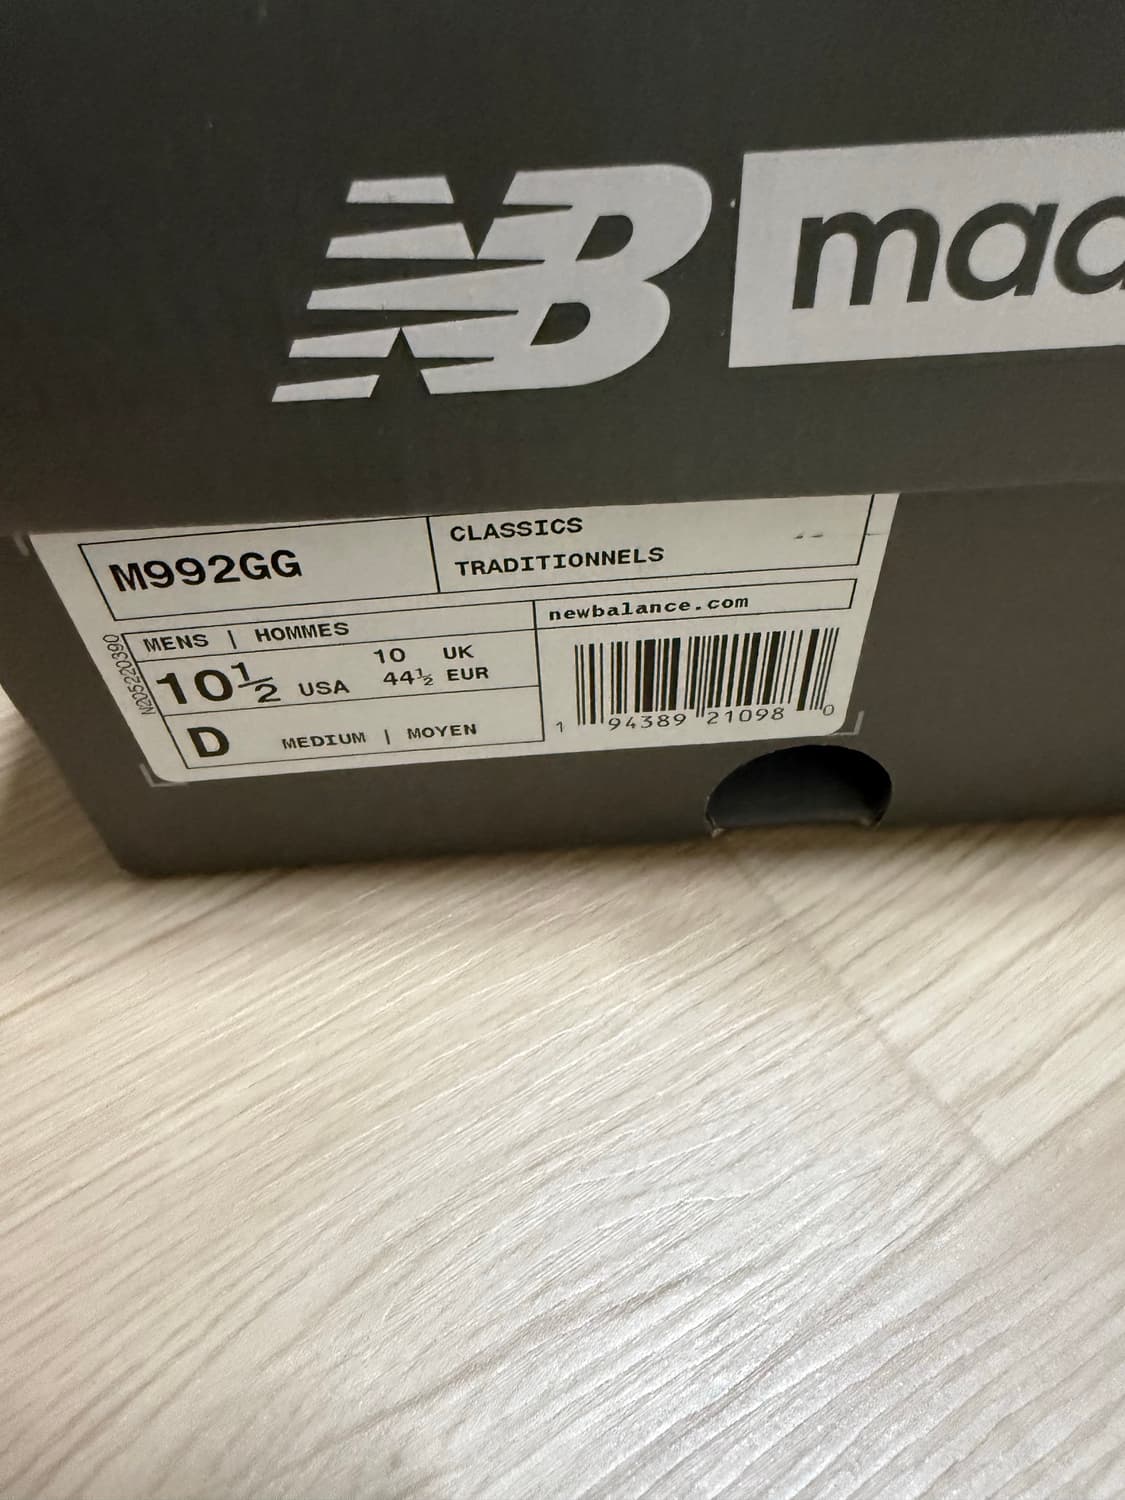 NB mad
M992GG
CLASSICS
TRADITIONNELS
newbalance.com
MENS | HOMMES
10½ USA
10 UK
44½ EUR
D MEDIUM | MOYEN
1 94389 21098 0
N205220390